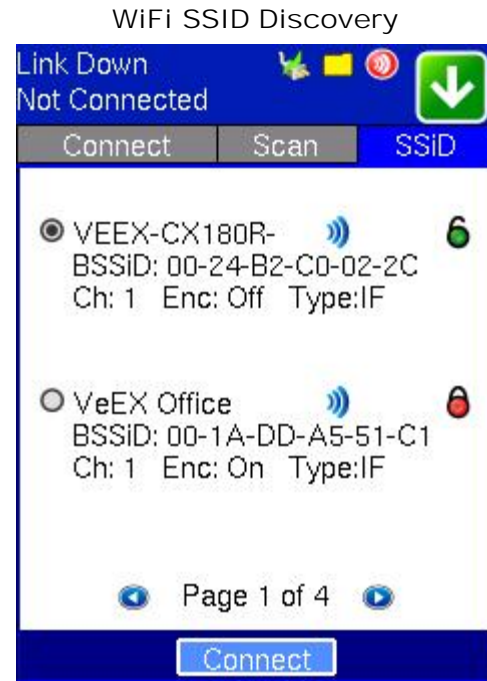 WiFi SSID Discovery
Link Down
Not Connected
Connect Scan SSiD
VEEX-CX180R-
BSSiD: 00-24-B2-C0-02-2C
Ch: 1 Enc: Off Type:IF
VeEX Office
BSSiD: 00-1A-DD-A5-51-C1
Ch: 1 Enc: On Type:IF
Page 1 of 4
Connect